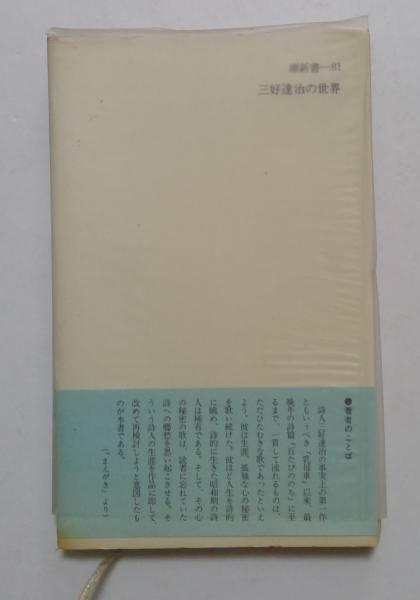 潮新書—81
三好達治の世界
●著者のことば
詩人三好達治の事実上の第一作
ともいうべき「乳母車」以来、最
晩年の詩篇「百たびののち」に至
るまで、一貫して流れるものは、
ただひたむきな歌であったといえ
よう。彼は生涯、孤独な心の秘密
を歌い続けた。彼ほど人生を詩的
に眺め、詩的に生きた昭和期の詩
人は稀有である。そして、その心
の秘密の歌は、読者に忘れていた
詩への郷愁を思い起こさせる。そ
ういう詩人の生涯を作品に即して、
改めて再検討しようと意図したも
のが本書である。
(「まえがき」より)